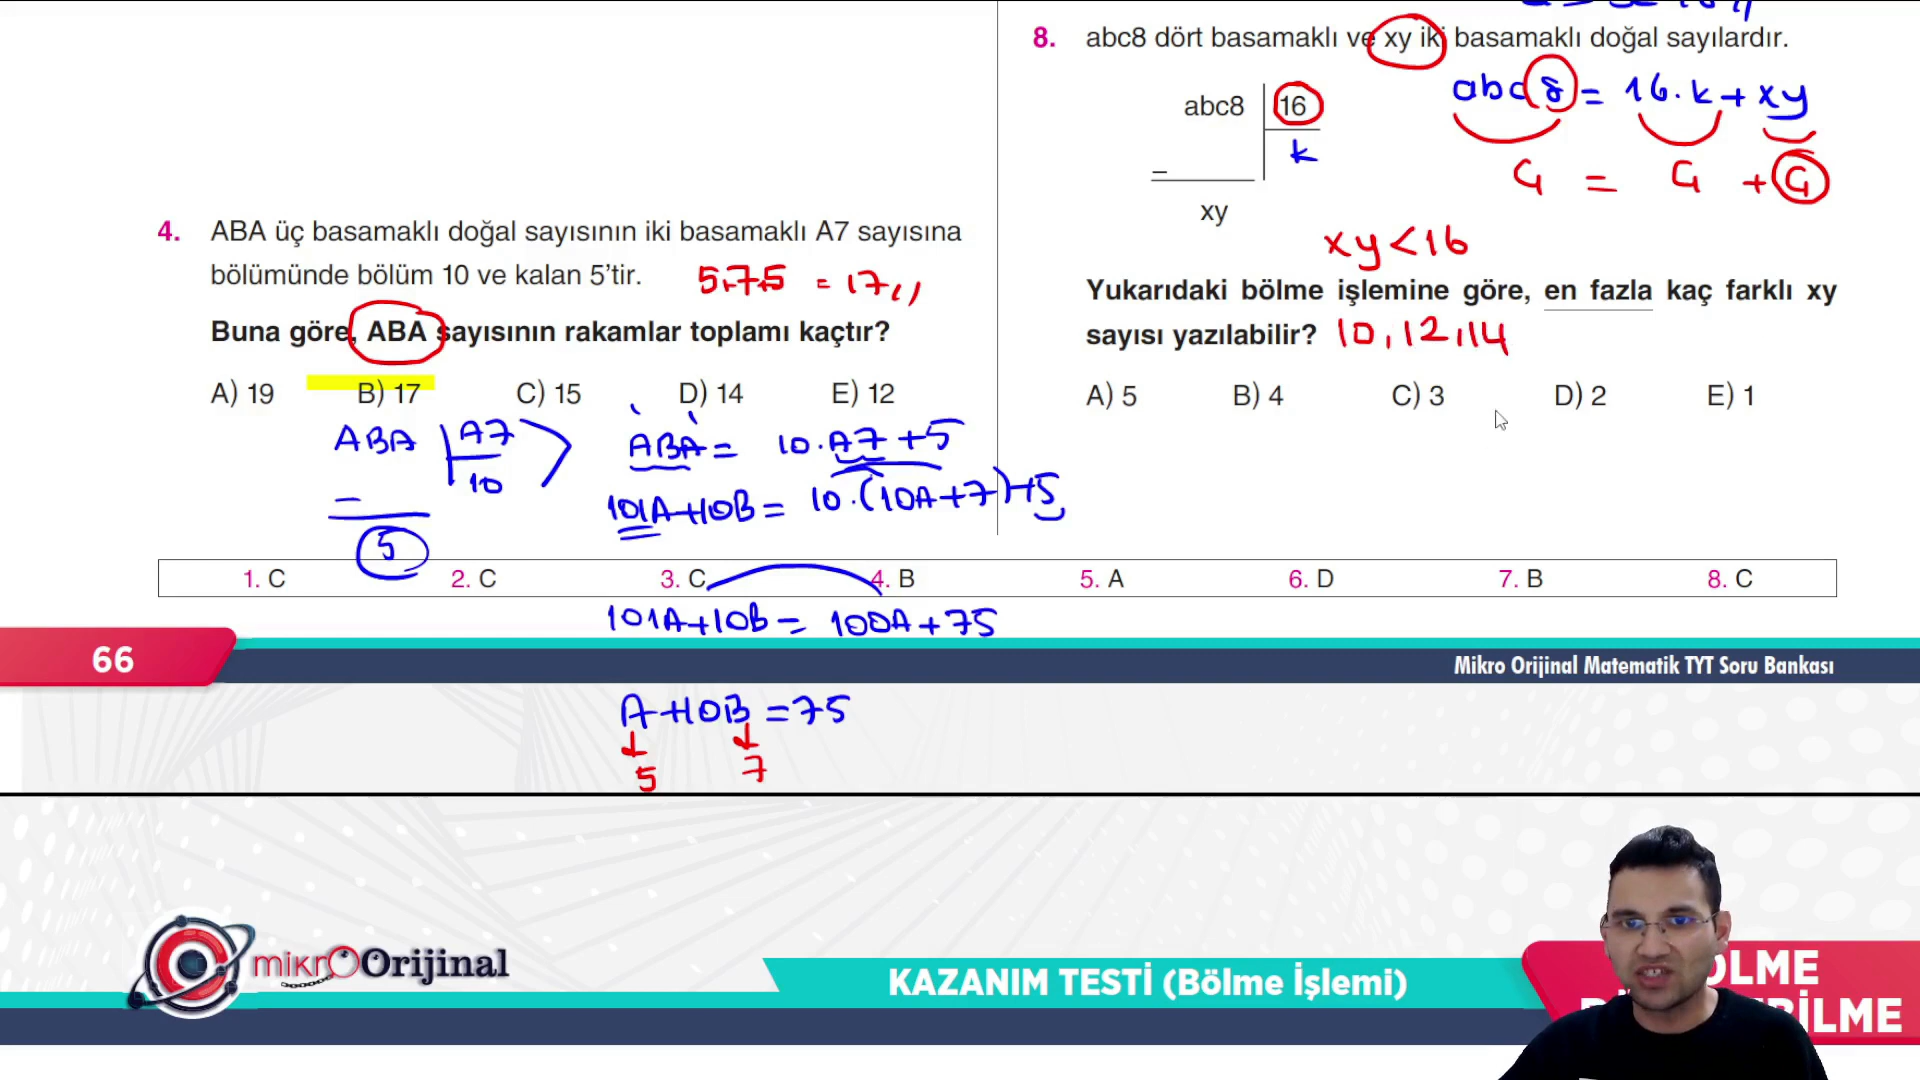 4. ABA üç basamaklı doğal sayısının iki basamaklı A7 sayısına
bölümünde bölüm 10 ve kalan 5’tir.
5+7+5 = 17
Buna göre, ABA sayısının rakamlar toplamı kaçtır?
A) 19 B) 17 C) 15 D) 14 E) 12
ABA A7
10
5
ABA = 10.A7+5
101A+10B = 10.(10A+7)+5
101A+10B = 100A+75
A+10B = 75
5 7
8. abc8 dört basamaklı ve xy iki basamaklı doğal sayılardır.
abc8 16
k
–
xy
abc8 = 16.k+xy
Ç = Ç + Ç
xy<16
Yukarıdaki bölme işlemine göre, en fazla kaç farklı xy
sayısı yazılabilir? 10, 12, 14
A) 5 B) 4 C) 3 D) 2 E) 1
1. C 2. C 3. C 4. B 5. A 6. D 7. B 8. C
66
Mikro Orijinal Matematik TYT Soru Bankası
mikrOOrijinal
KAZANIM TESTİ (Bölme İşlemi)